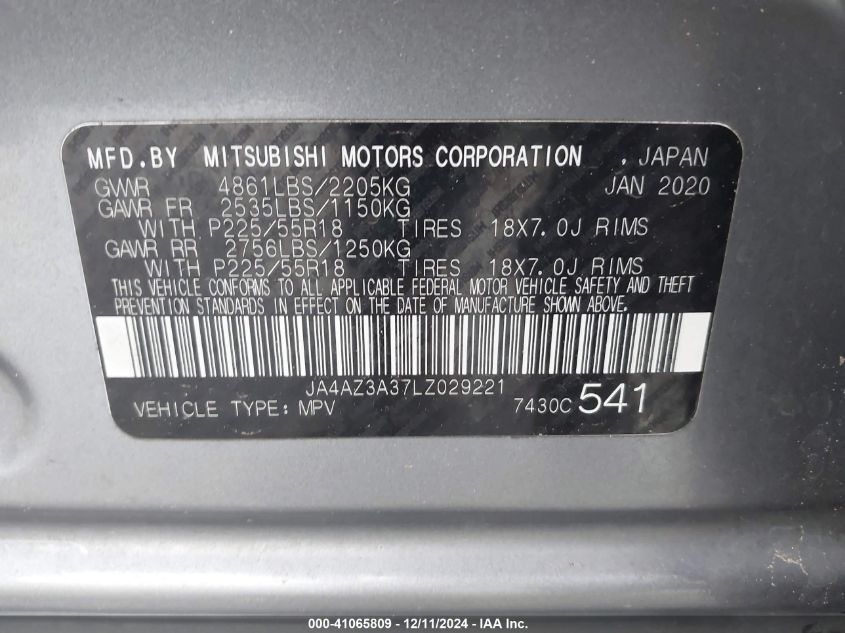 MFD.BY MITSUBISHI MOTORS CORPORATION , JAPAN
GVWR 4861LBS/2205KG JAN 2020
GAWR FR 2535LBS/1150KG
WITH P225/55R18 TIRES 18X7.0J RIMS
GAWR RR 2756LBS/1250KG
WITH P225/55R18 TIRES 18X7.0J RIMS
THIS VEHICLE CONFORMS TO ALL APPLICABLE FEDERAL MOTOR VEHICLE SAFETY AND THEFT
PREVENTION STANDARDS IN EFFECT ON THE DATE OF MANUFACTURE SHOWN ABOVE.
JA4AZ3A37LZ029221
VEHICLE TYPE:MPV 7430C 541
000-41065809 - 12/11/2024 - IAA Inc.